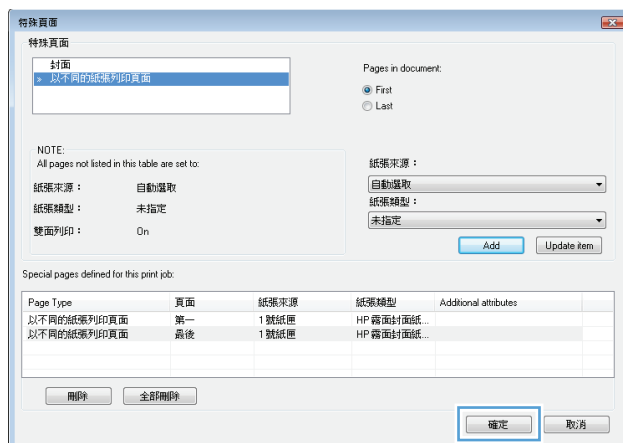 特殊頁面
特殊頁面
封面
» 以不同的紙張列印頁面
Pages in document:
First
Last
NOTE:
All pages not listed in this table are set to:
紙張來源： 自動選取
紙張類型： 未指定
雙面列印： On
紙張來源：
自動選取
紙張類型：
未指定
Add Update item
Special pages defined for this print job:
Page Type 頁面 紙張來源 紙張類型 Additional attributes
以不同的紙張列印頁面 第一 1 號紙匣 HP 霧面封面紙...
以不同的紙張列印頁面 最後 1 號紙匣 HP 霧面封面紙...
刪除 全部刪除
確定 取消